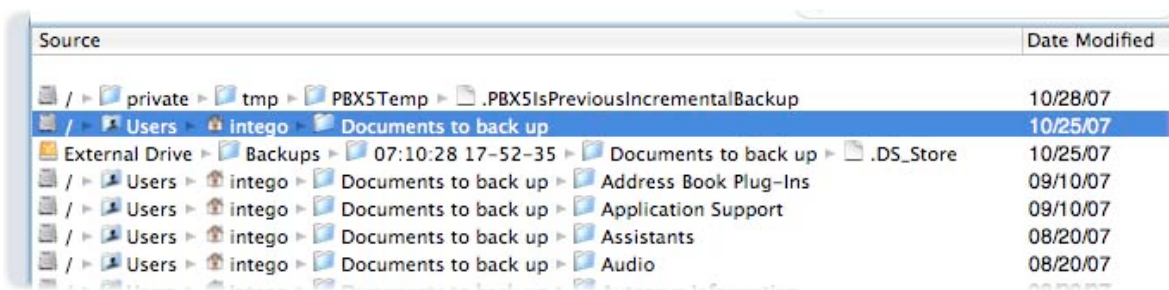 Source Date Modified
/ ▸ private ▸ tmp ▸ PBX5Temp ▸ .PBX5IsPreviousIncrementalBackup 10/28/07
/ ▸ Users ▸ intego ▸ Documents to back up 10/25/07
External Drive ▸ Backups ▸ 07:10:28 17-52-35 ▸ Documents to back up ▸ .DS_Store 10/25/07
/ ▸ Users ▸ intego ▸ Documents to back up ▸ Address Book Plug-Ins 09/10/07
/ ▸ Users ▸ intego ▸ Documents to back up ▸ Application Support 09/10/07
/ ▸ Users ▸ intego ▸ Documents to back up ▸ Assistants 08/20/07
/ ▸ Users ▸ intego ▸ Documents to back up ▸ Audio 08/20/07